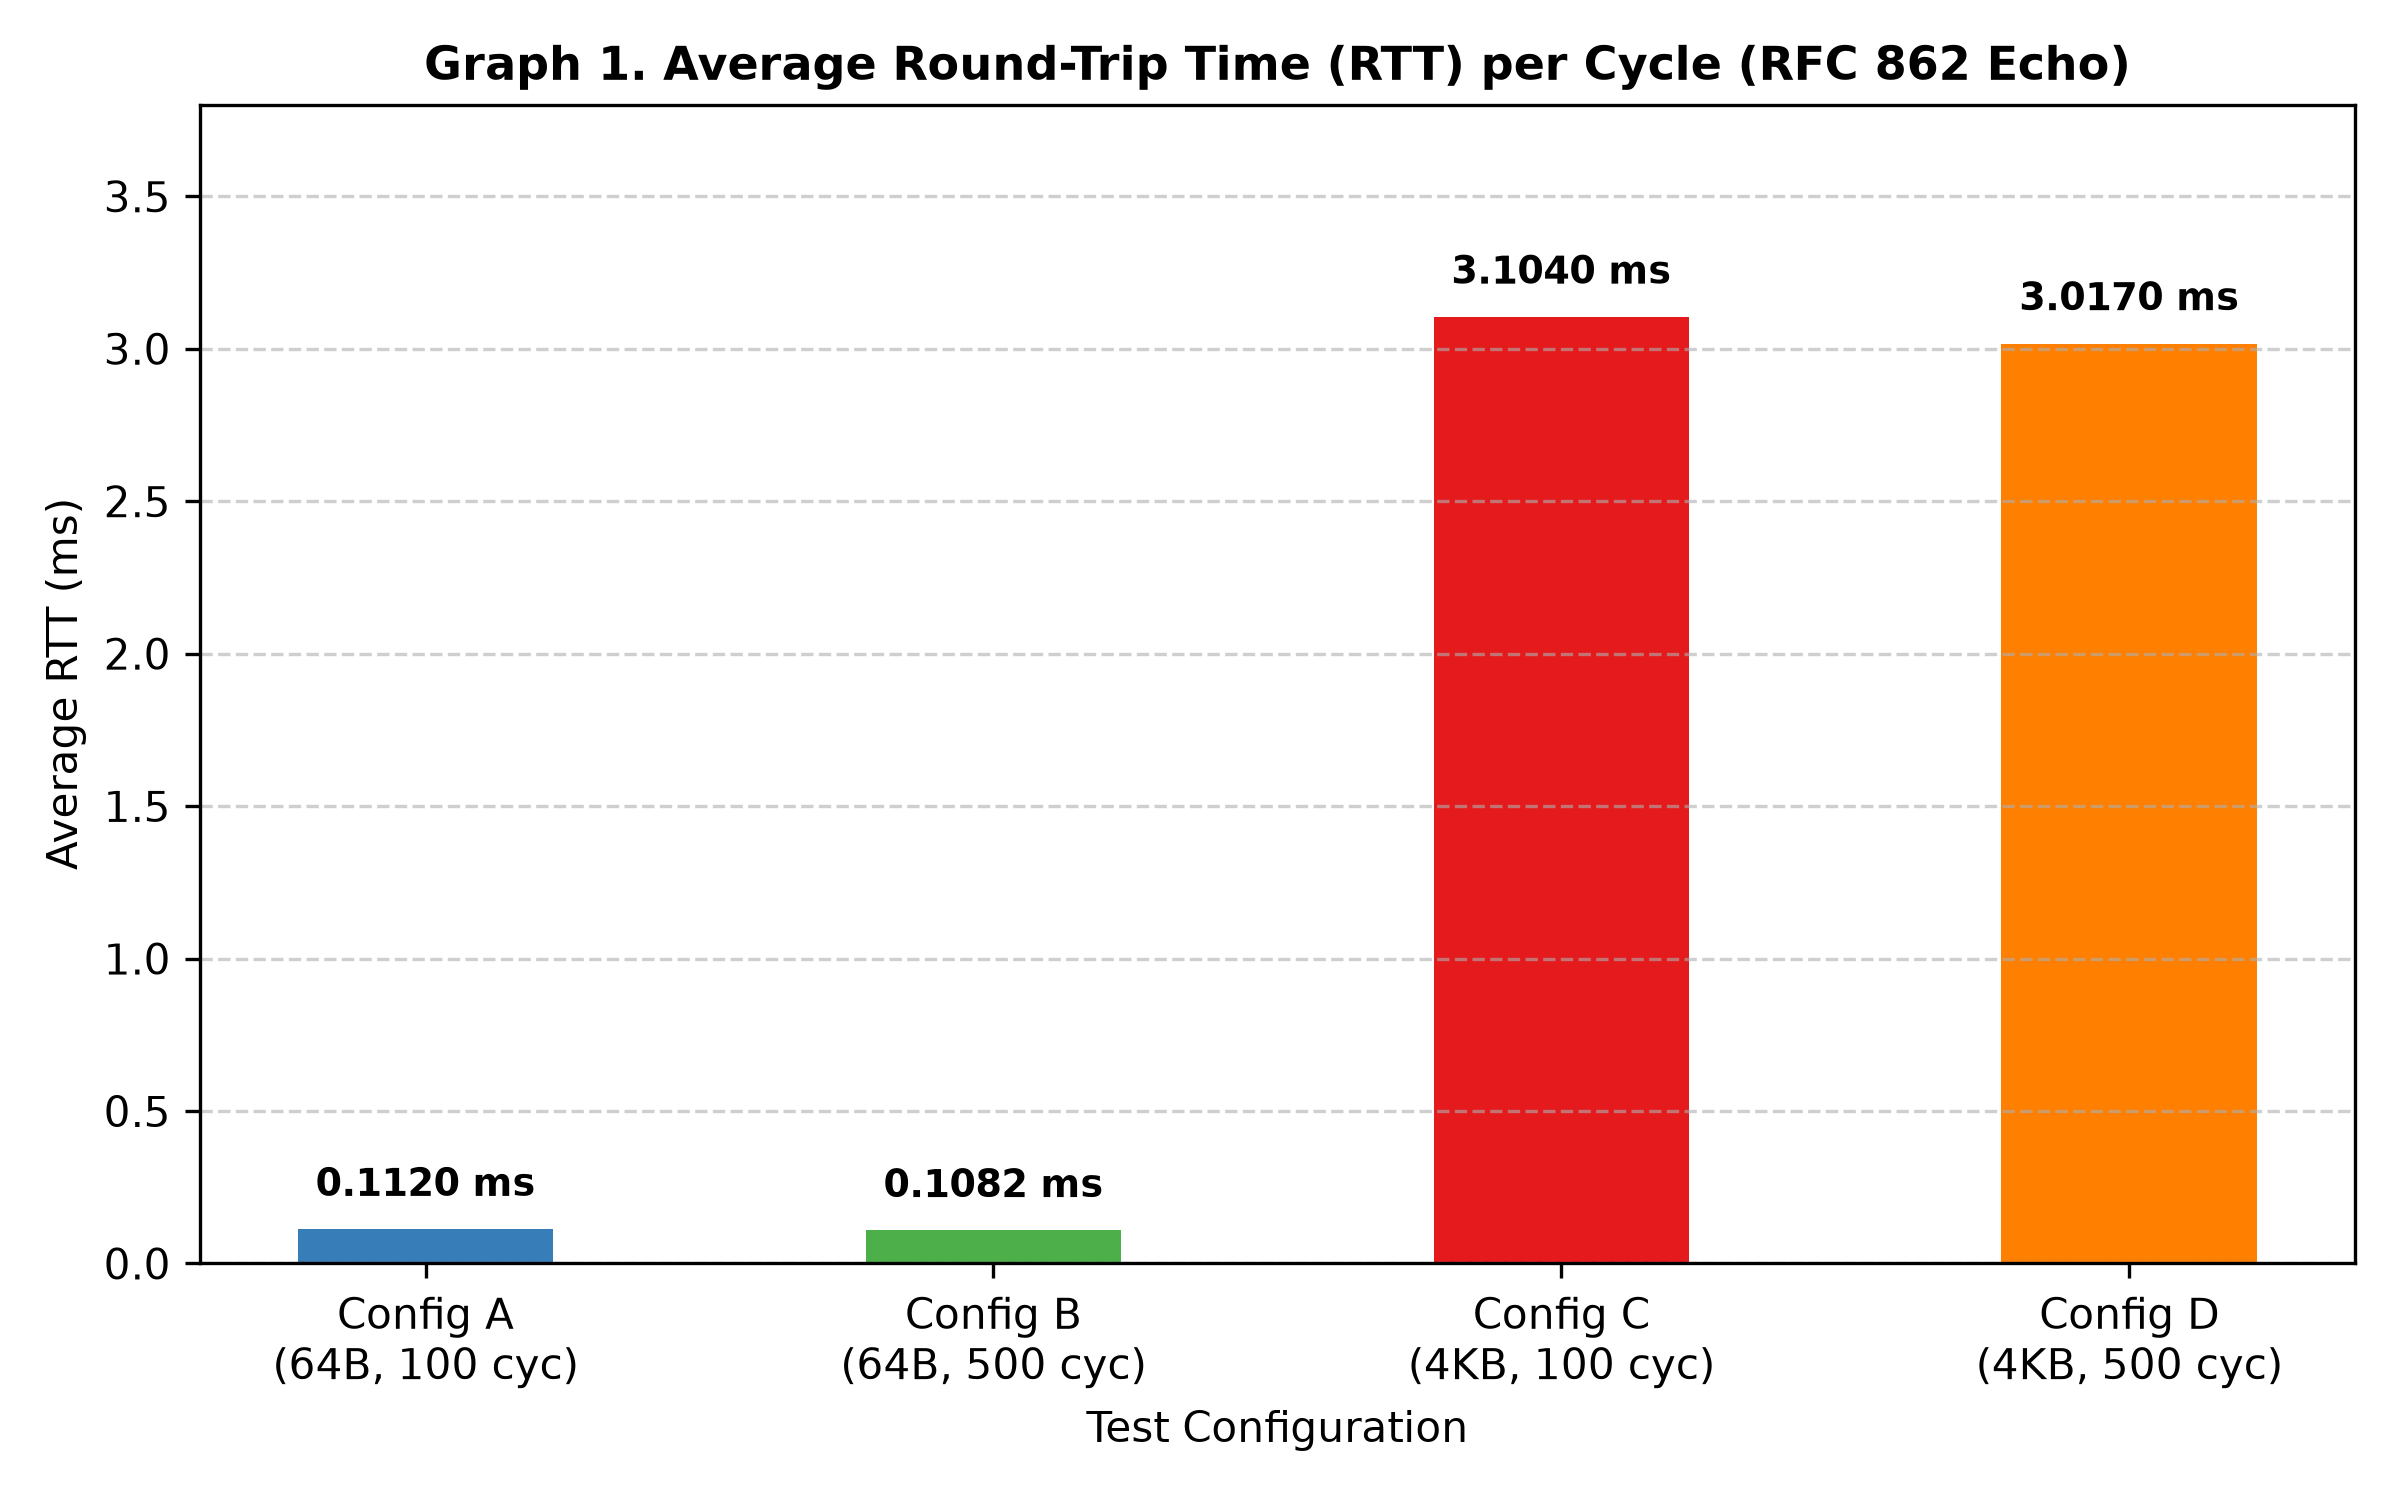 Graph 1. Average Round-Trip Time (RTT) per Cycle (RFC 862 Echo)
Average RTT (ms)
3.5
3.0
2.5
2.0
1.5
1.0
0.5
0.0
0.1120 ms
0.1082 ms
3.1040 ms
3.0170 ms
Config A
(64B, 100 cyc)
Config B
(64B, 500 cyc)
Config C
(4KB, 100 cyc)
Config D
(4KB, 500 cyc)
Test Configuration